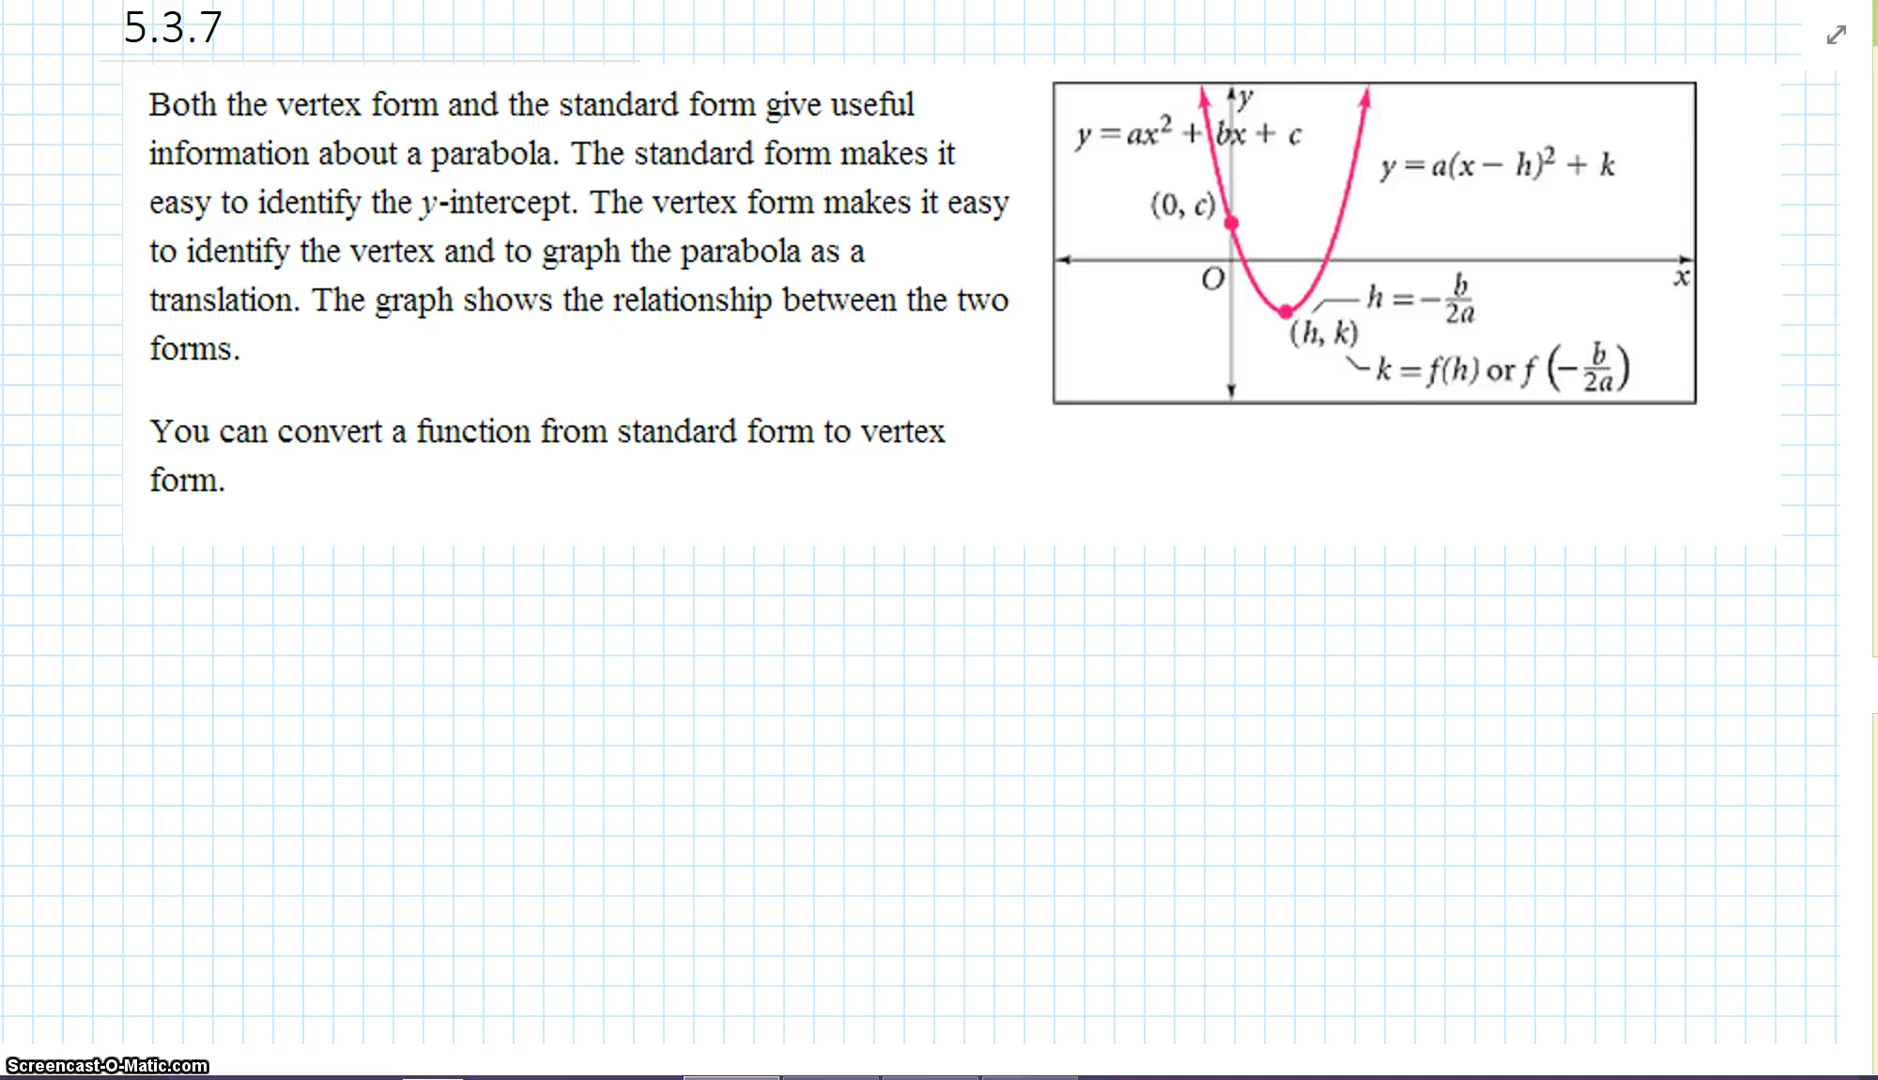 5.3.7
Both the vertex form and the standard form give useful
information about a parabola. The standard form makes it
easy to identify the y-intercept. The vertex form makes it easy
to identify the vertex and to graph the parabola as a
translation. The graph shows the relationship between the two
forms.
You can convert a function from standard form to vertex
form.
y
y = ax² + bx + c
y = a(x − h)² + k
(0, c)
O
x
h = −b/2a
(h, k)
k = f(h) or f(−b/2a)
Screencast-O-Matic.com